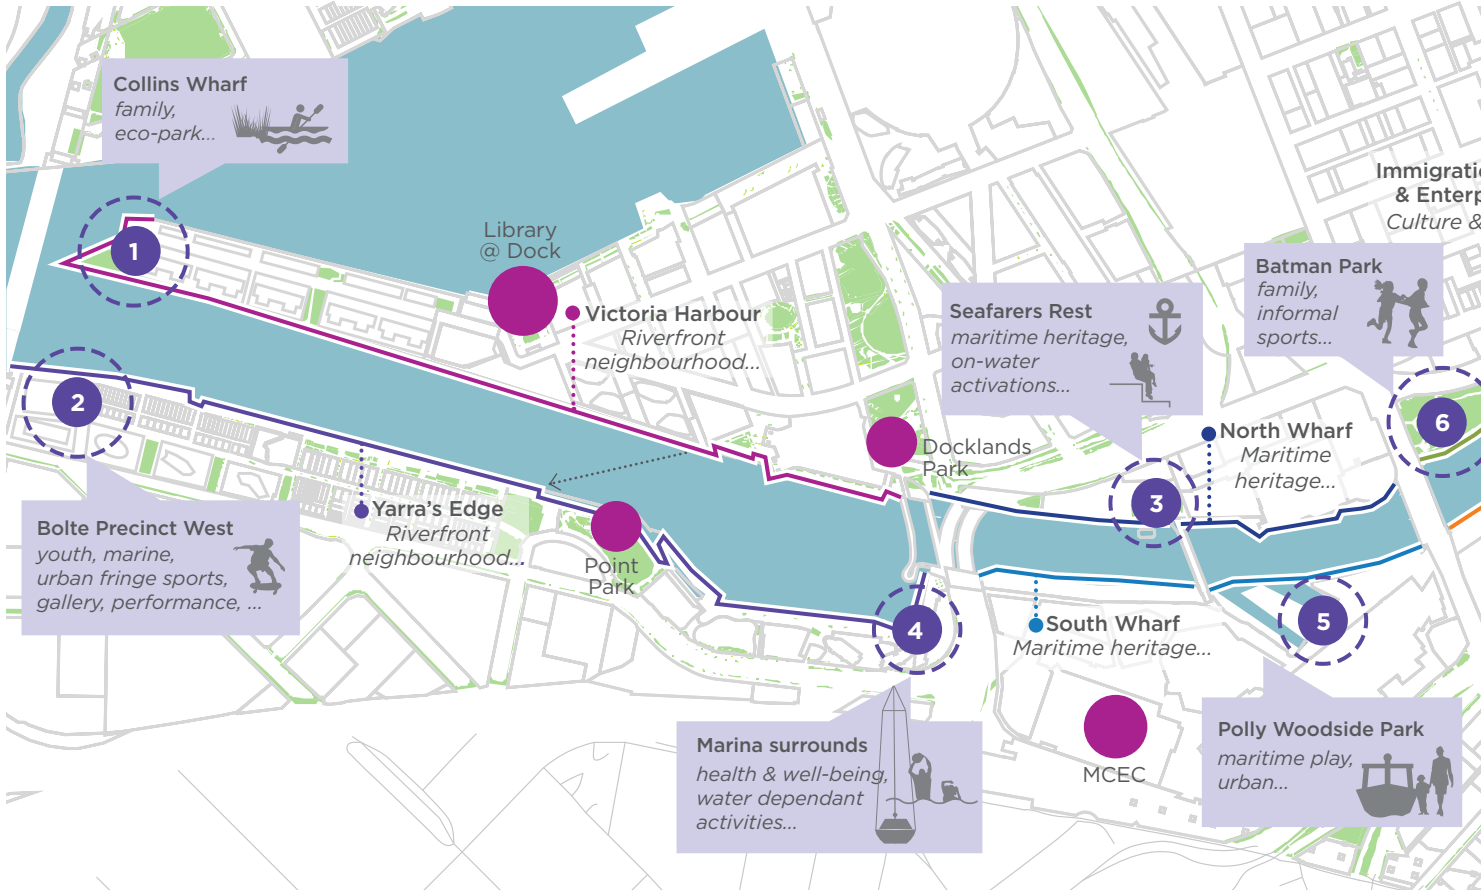 Collins Wharf
family,
eco-park...
1
Library
@ Dock
Victoria Harbour
Riverfront
neighbourhood...
Immigrati
& Enterp
Culture &
Batman Park
family,
informal
sports...
Seafarers Rest
maritime heritage,
on-water
activations...
2
6
Docklands
Park
North Wharf
Maritime
heritage...
3
Bolte Precinct West
youth, marine,
urban fringe sports,
gallery, performance, ...
Yarra's Edge
Riverfront
neighbourhood...
Point
Park
4
South Wharf
Maritime heritage...
5
Marina surrounds
health & well-being,
water dependant
activities...
MCEC
Polly Woodside Park
maritime play,
urban...